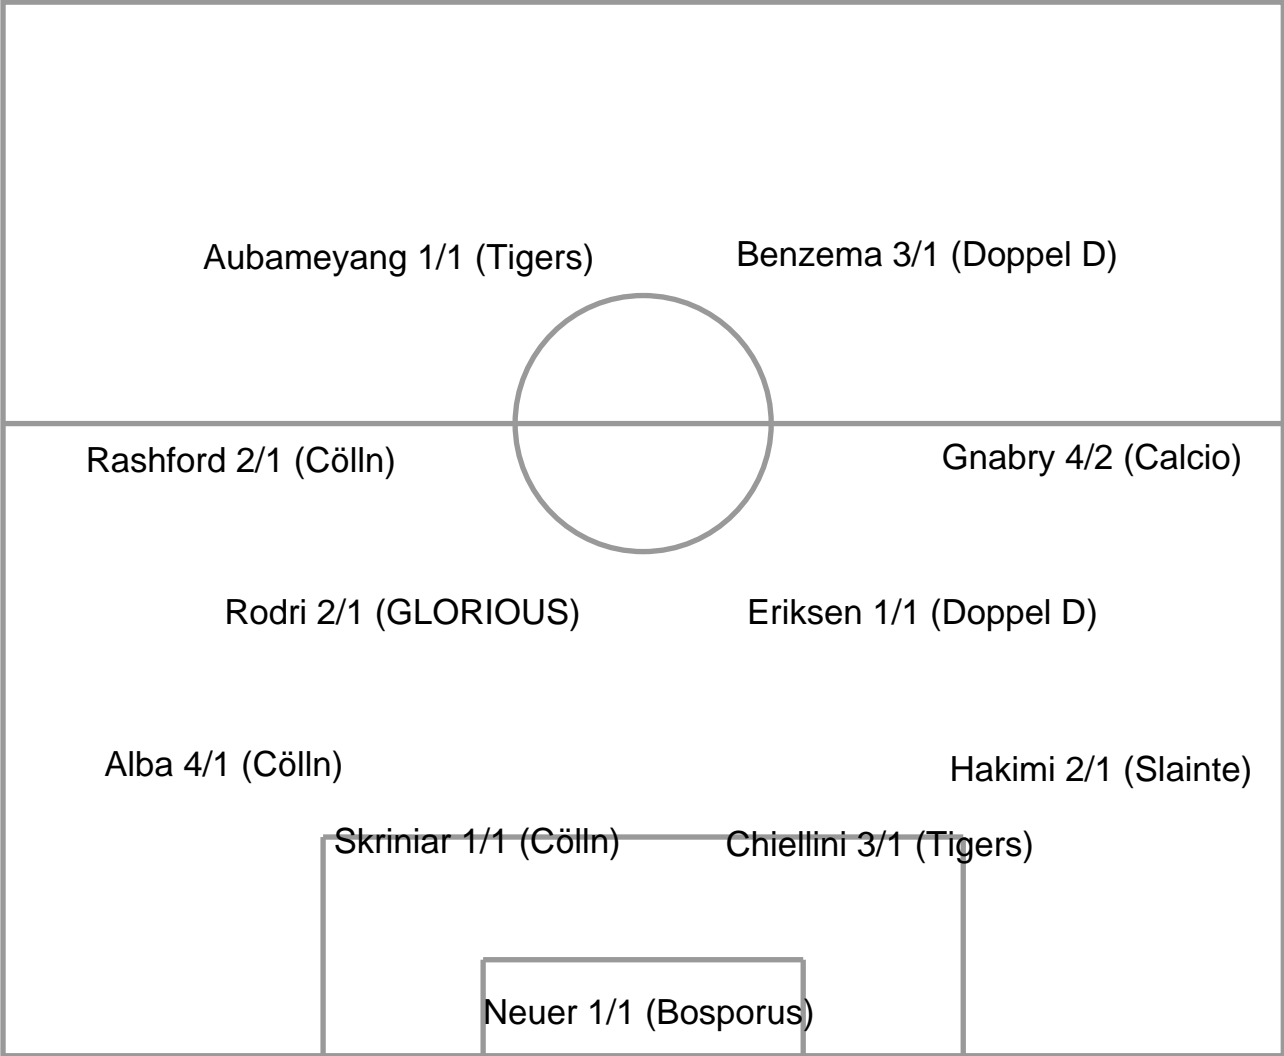 Aubameyang 1/1 (Tigers)
Benzema 3/1 (Doppel D)
Rashford 2/1 (Cölln)
Gnabry 4/2 (Calcio)
Rodri 2/1 (GLORIOUS)
Eriksen 1/1 (Doppel D)
Alba 4/1 (Cölln)
Hakimi 2/1 (Slainte)
Skriniar 1/1 (Cölln)
Chiellini 3/1 (Tigers)
Neuer 1/1 (Bosporus)